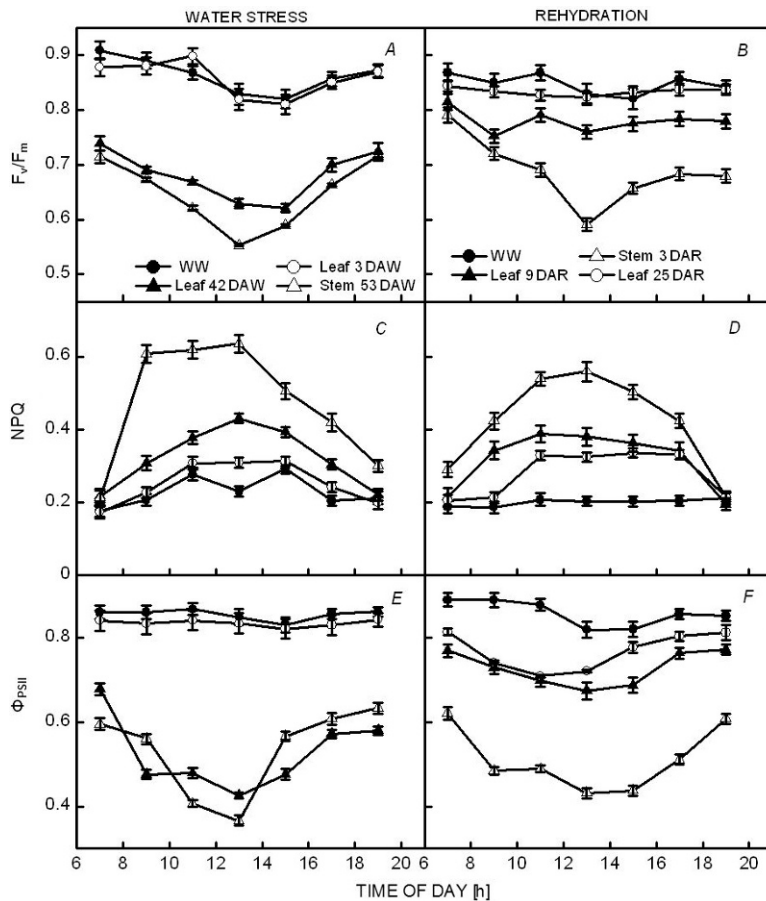 WATER STRESS
REHYDRATION
A
B
0.9
0.8
0.7
0.6
0.5
Fv/Fm
WW
Leaf 3 DAW
Leaf 42 DAW
Stem 53 DAW
WW
Stem 3 DAR
Leaf 9 DAR
Leaf 25 DAR
C
D
0.6
0.4
0.2
0
NPQ
E
F
0.8
0.6
0.4
ΦPSII
6 8 10 12 14 16 18 20
6 8 10 12 14 16 18 20
TIME OF DAY [h]